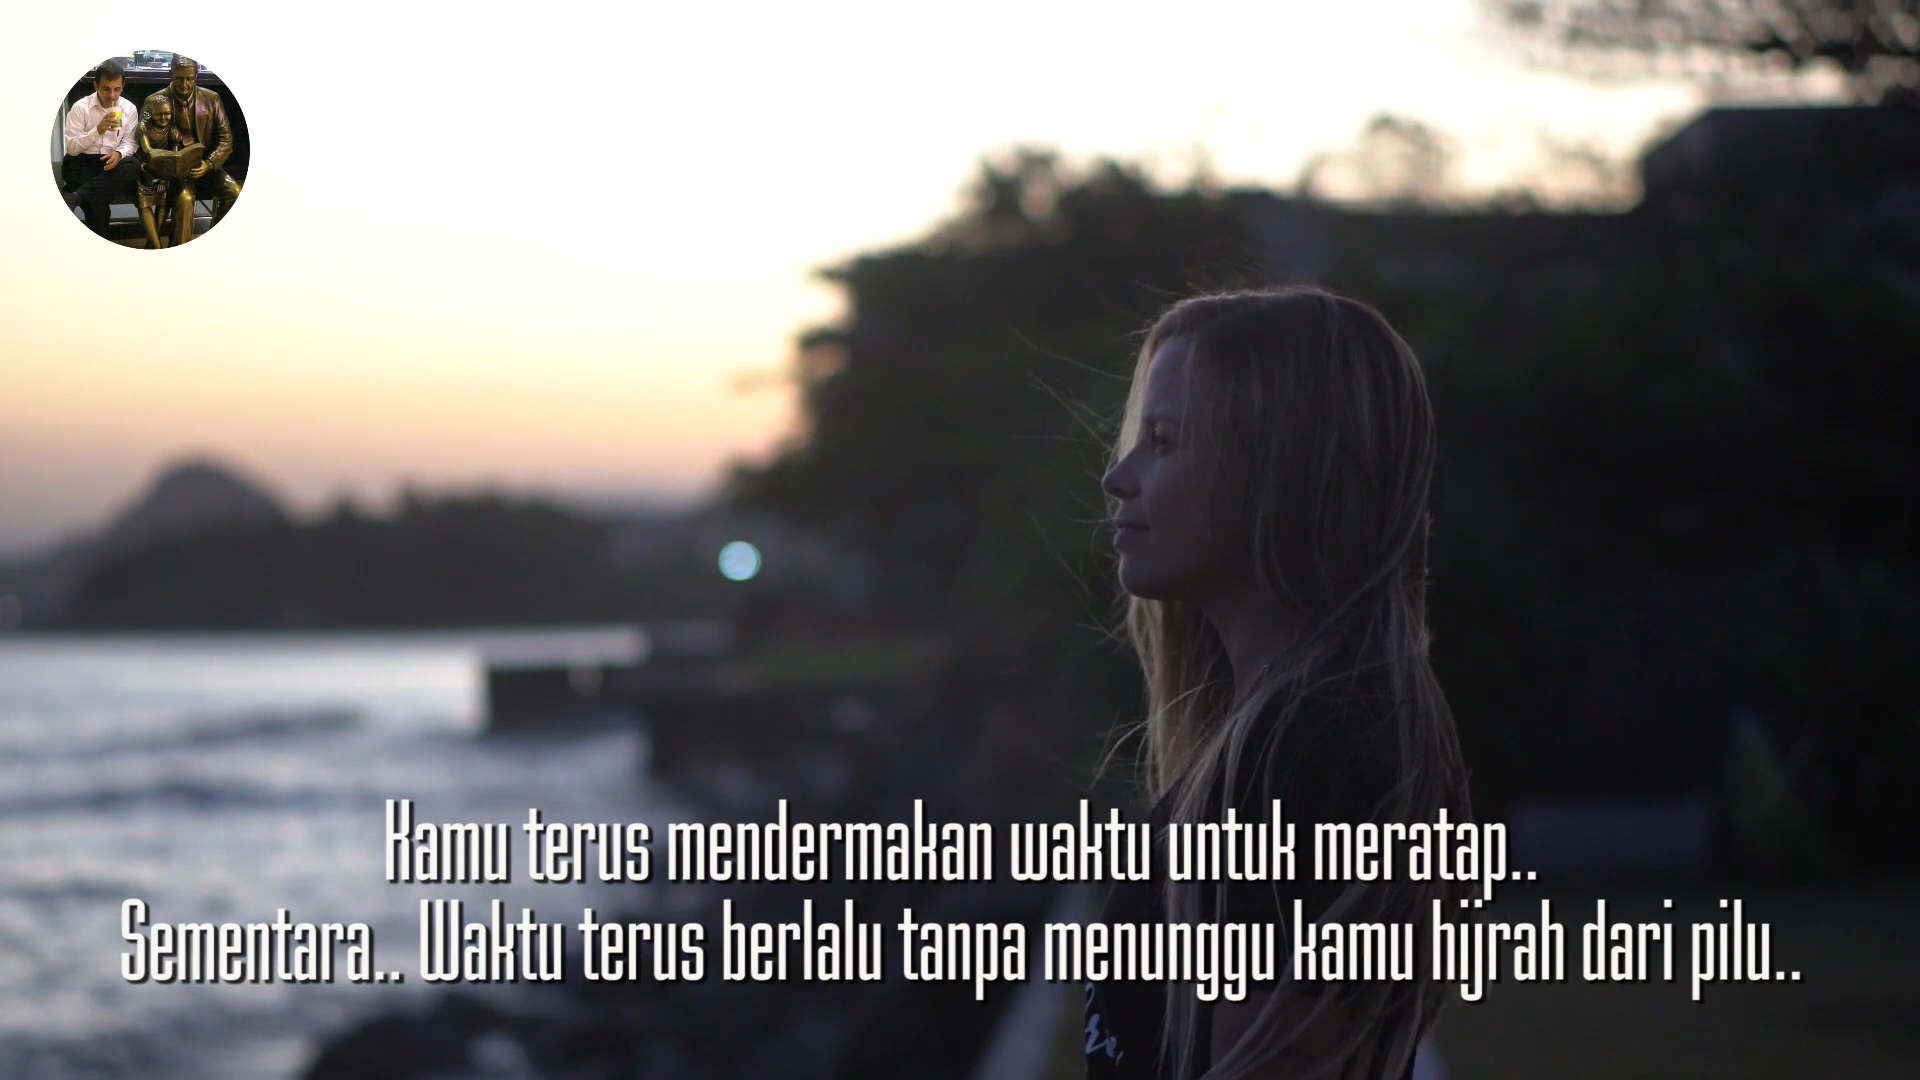 Kamu terus mendermakan waktu untuk meratap..
Sementara.. Waktu terus berlalu tanpa menunggu kamu hijrah dari pilu..